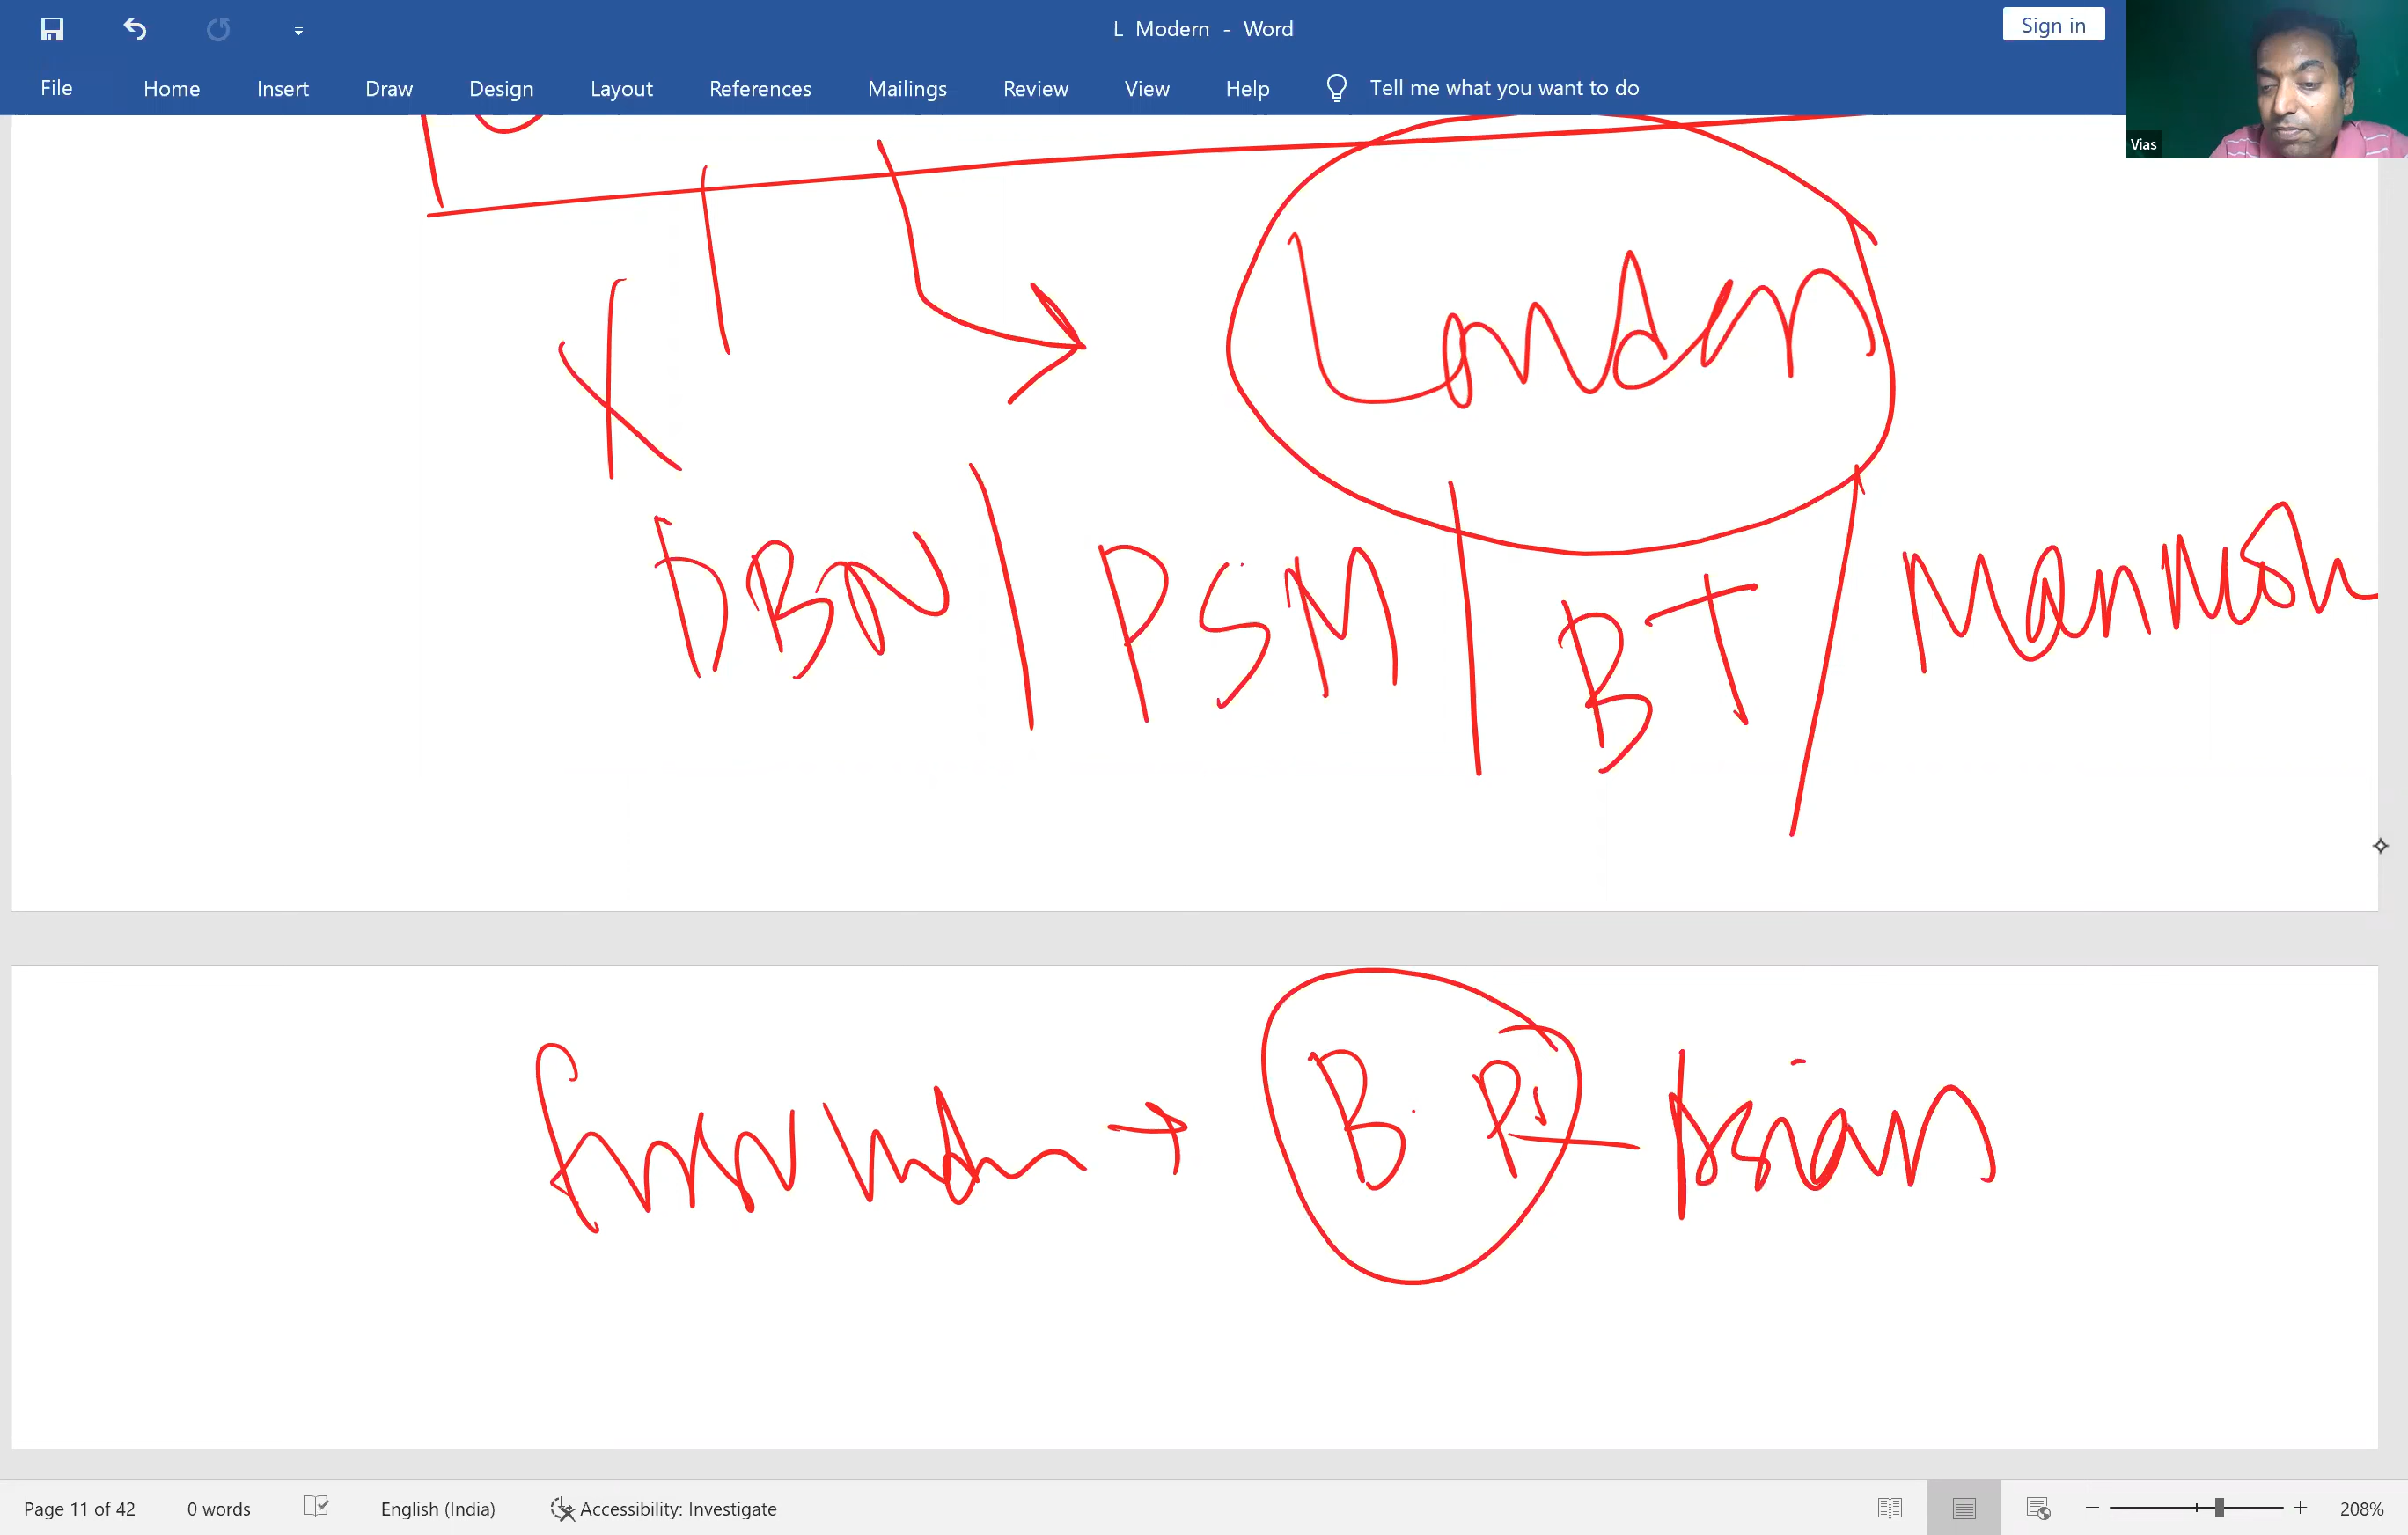 L Modern - Word
Sign in
File Home Insert Draw Design Layout References Mailings Review View Help Tell me what you want to do
Vias
London
DBN / PSM / BT /
→ B. R.
Page 11 of 42 0 words English (India) Accessibility: Investigate 208%